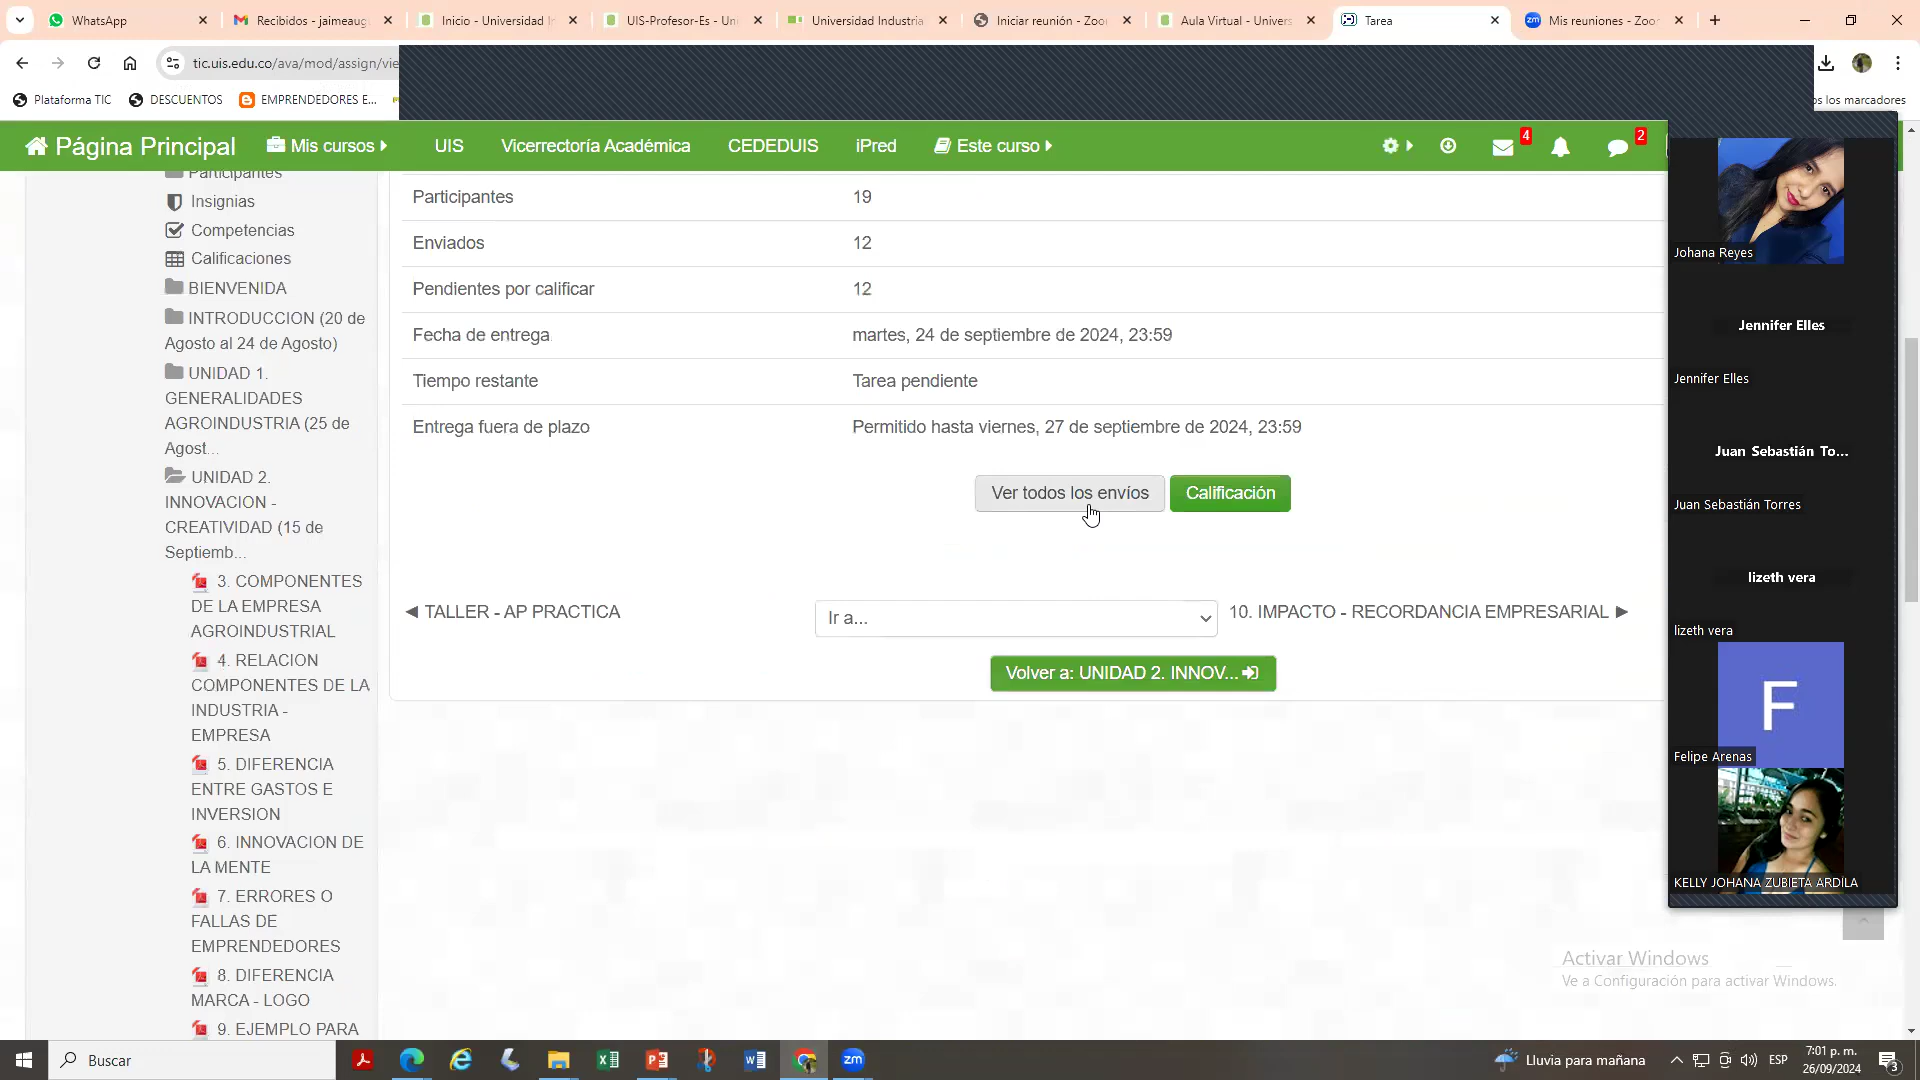 WhatsApp
Recibidos - jaimeaug
Inicio - Universidad In
UIS-Profesor-Es - Un
Universidad Industria
Iniciar reunión - Zoo
Aula Virtual - Univers
Tarea
Mis reuniones - Zoo
tic.uis.edu.co/ava/mod/assign/vie
Plataforma TIC
DESCUENTOS
EMPRENDEDORES E...
os los marcadores
Página Principal
Mis cursos
UIS
Vicerrectoría Académica
CEDEDUIS
iPred
Este curso
4
2
Participantes
Insignias
Competencias
Calificaciones
BIENVENIDA
INTRODUCCION (20 de
Agosto al 24 de Agosto)
UNIDAD 1.
GENERALIDADES
AGROINDUSTRIA (25 de
Agost...
UNIDAD 2.
INNOVACION -
CREATIVIDAD (15 de
Septiemb...
3. COMPONENTES
DE LA EMPRESA
AGROINDUSTRIAL
4. RELACION
COMPONENTES DE LA
INDUSTRIA -
EMPRESA
5. DIFERENCIA
ENTRE GASTOS E
INVERSION
6. INNOVACION DE
LA MENTE
7. ERRORES O
FALLAS DE
EMPRENDEDORES
8. DIFERENCIA
MARCA - LOGO
9. EJEMPLO PARA
Participantes 19
Enviados 12
Pendientes por calificar 12
Fecha de entrega martes, 24 de septiembre de 2024, 23:59
Tiempo restante Tarea pendiente
Entrega fuera de plazo Permitido hasta viernes, 27 de septiembre de 2024, 23:59
Ver todos los envíos Calificación
◀ TALLER - AP PRACTICA
Ir a...
10. IMPACTO - RECORDANCIA EMPRESARIAL ▶
Volver a: UNIDAD 2. INNOV...
Johana Reyes
Jennifer Elles
Jennifer Elles
Juan Sebastián To...
Juan Sebastián Torres
lizeth vera
lizeth vera
F
Felipe Arenas
KELLY JOHANA ZUBIETA ARDILA
Activar Windows
Ve a Configuración para activar Windows.
Buscar
zm
Lluvia para mañana
ESP
7:01 p. m.
26/09/2024
3